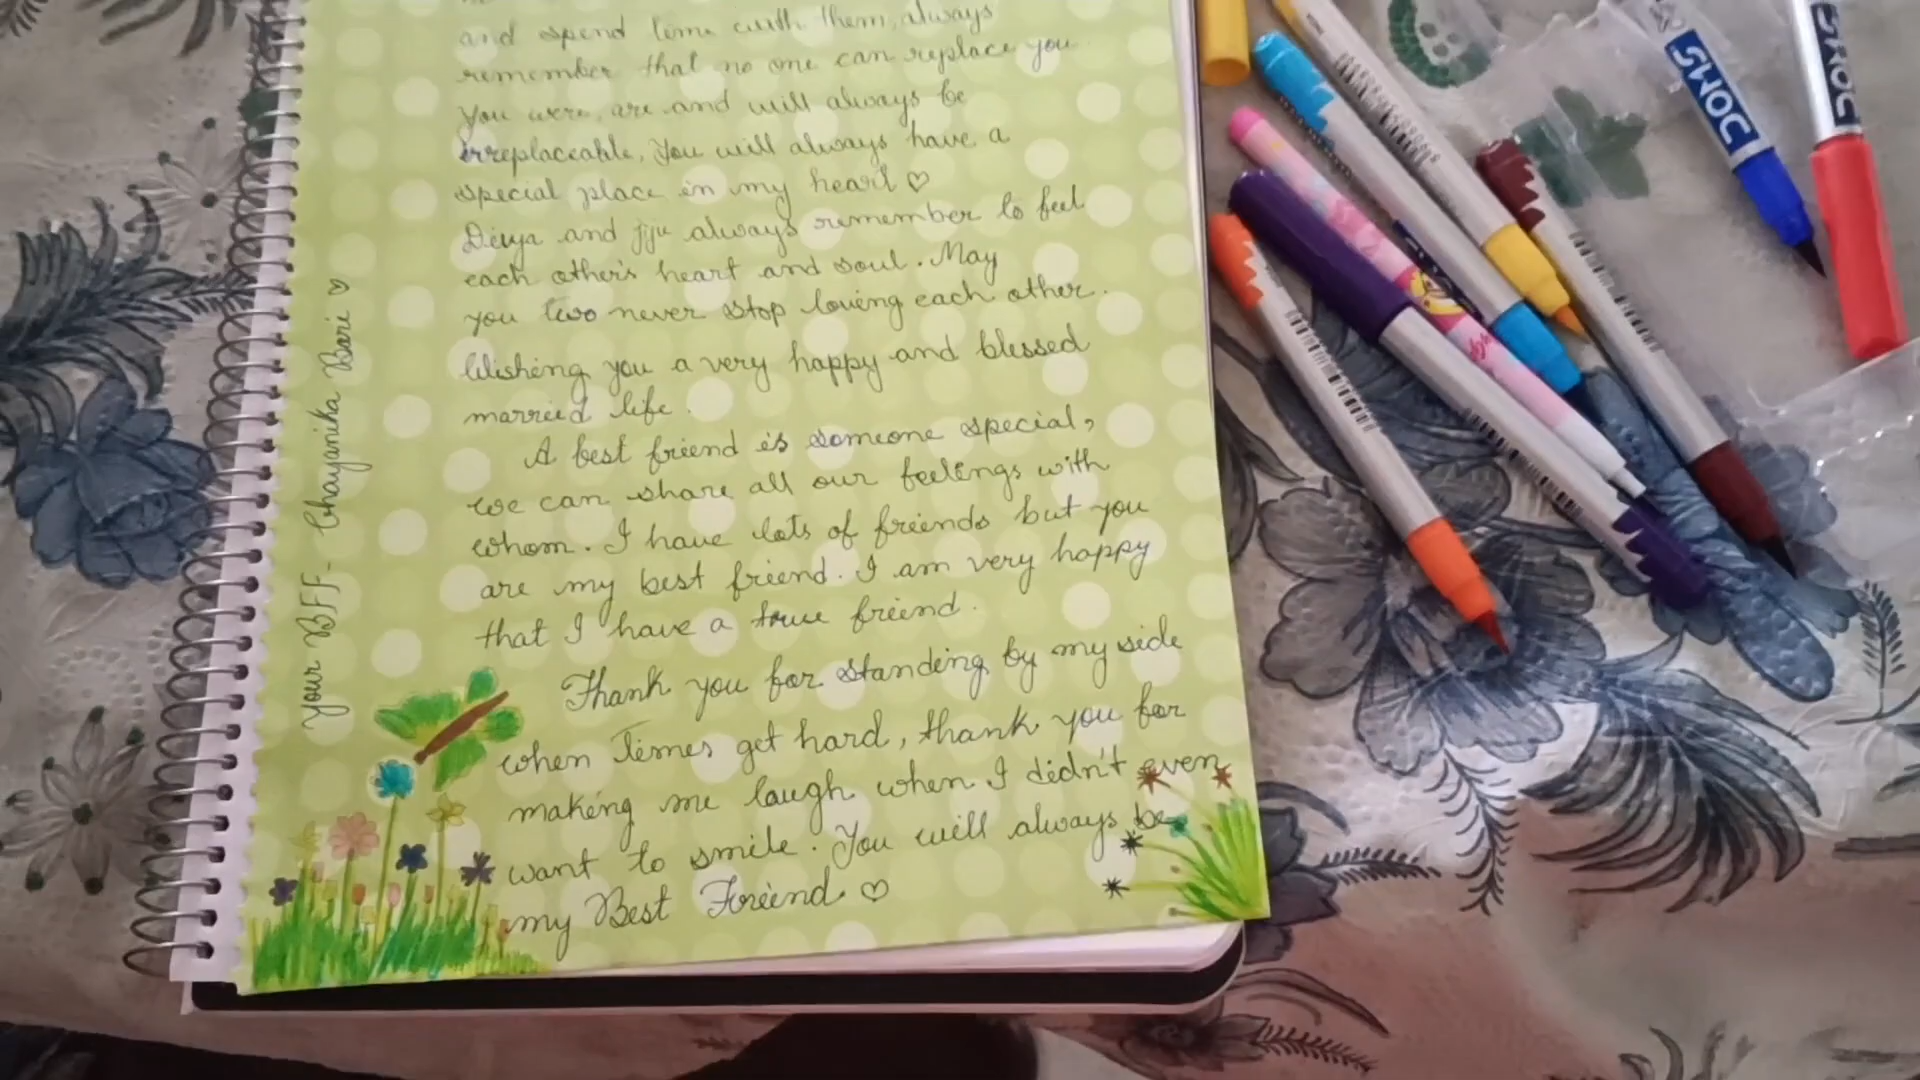 and spend time with them, always
remember that no one can replace you
You were, are and will always be
irreplaceable, You will always have a
special place in my heart ♡
Divya and jiju always remember to feel
each other's heart and soul. May
you two never stop loving each other.
Wishing you a very happy and blessed
married life.
A best friend is someone special,
we can share all our feelings with
whom. I have lots of friends but you
are my best friend. I am very happy
that I have a true friend.
Thank you for standing by my side
when Times get hard, thank you for
making me laugh when I didn't even
want to smile. You will always be
my Best Friend ♡
your BFF - Chayanika Bari ♡
DOMS
DOMS